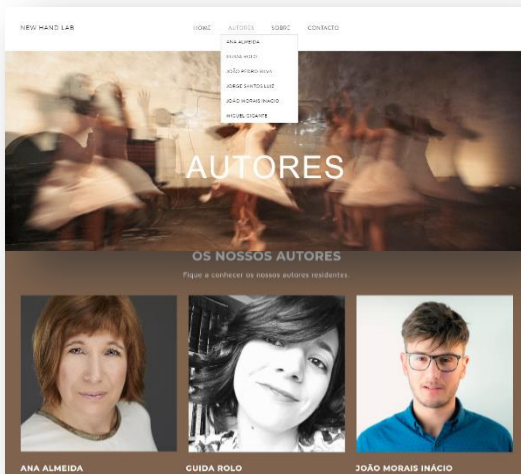 NEW HAND LAB
HOME AUTORES SOBRE CONTACTO
ANA ALMEIDA
GUIDA ROLO
JOÃO PEDRO SILVA
JORGE SANTOS LUIZ
JOÃO MORAIS INÁCIO
MIGUEL GIGANTE
AUTORES
OS NOSSOS AUTORES
Fique a conhecer os nossos autores residentes.
ANA ALMEIDA GUIDA ROLO JOÃO MORAIS INÁCIO